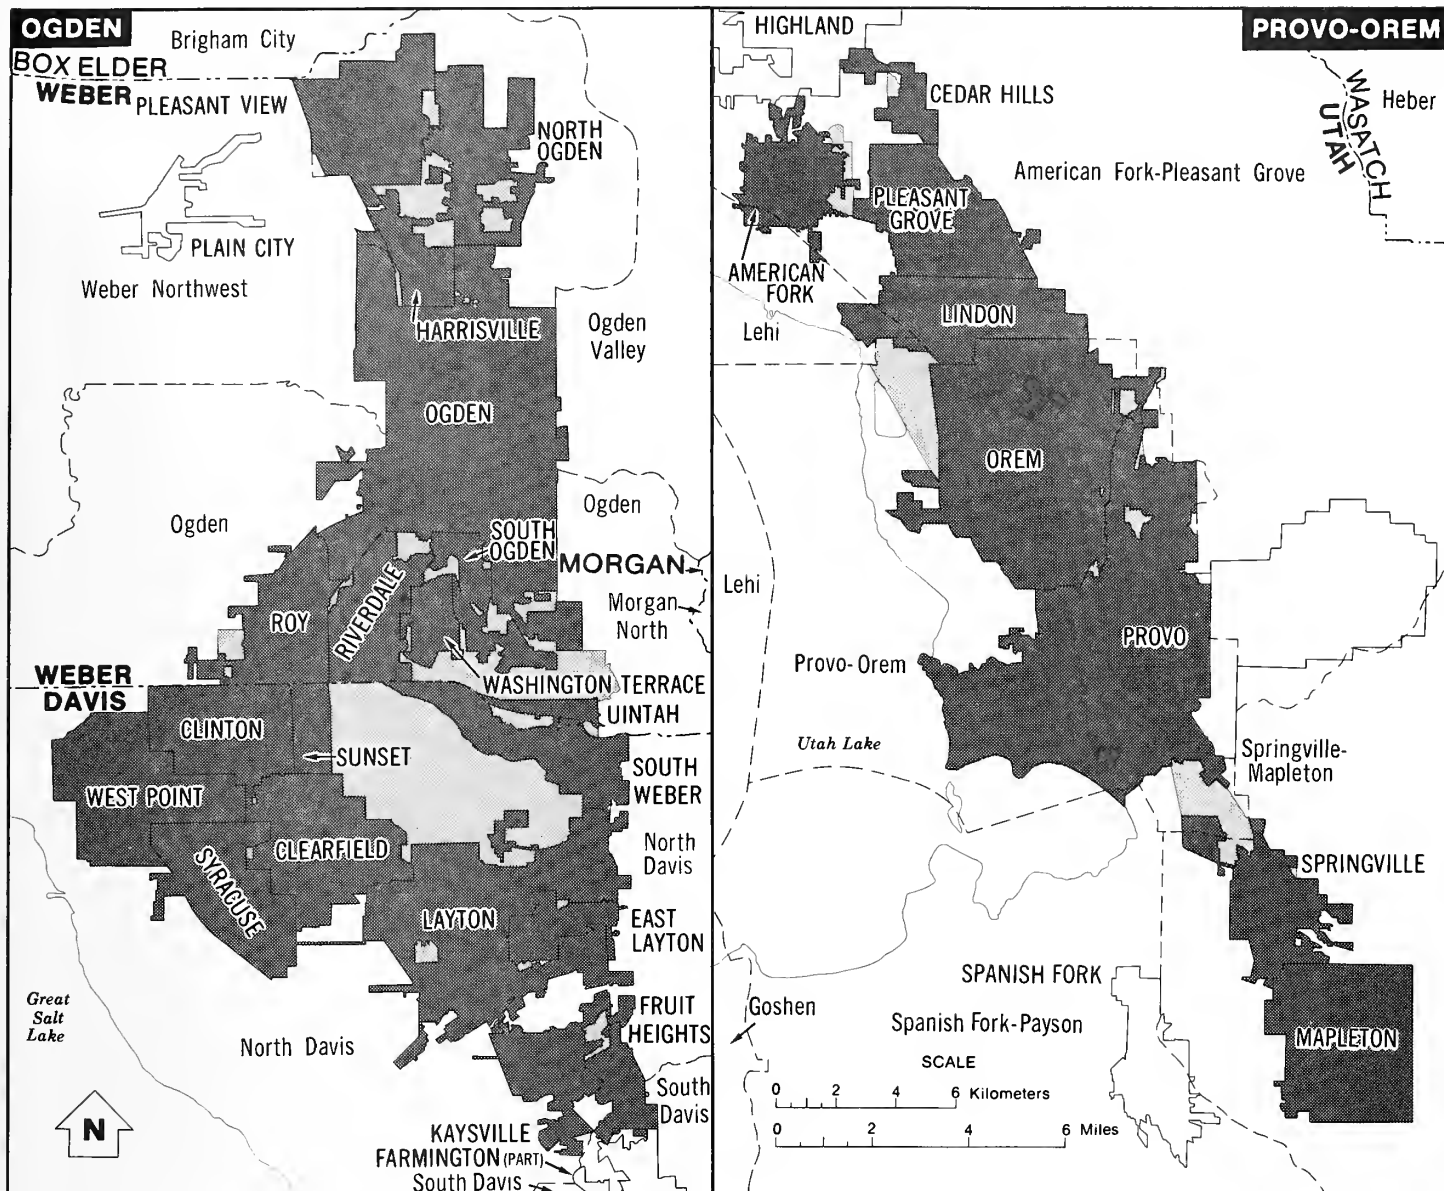 OGDEN
Brigham City
BOX ELDER
WEBER
PLEASANT VIEW
NORTH
OGDEN
PLAIN CITY
Weber Northwest
HARRISVILLE
Ogden
Valley
OGDEN
Ogden
Ogden
SOUTH
OGDEN
MORGAN
Morgan
North
RIVERDALE
ROY
WEBER
DAVIS
WASHINGTON TERRACE
UINTAH
CLINTON
SUNSET
SOUTH
WEBER
WEST POINT
North
Davis
CLEARFIELD
SYRACUSE
LAYTON
EAST
LAYTON
Great
Salt
Lake
North Davis
FRUIT
HEIGHTS
South
Davis
N
KAYSVILLE
FARMINGTON (PART)
South Davis
PROVO-OREM
HIGHLAND
CEDAR HILLS
WASATCH
UTAH
Heber
American Fork-Pleasant Grove
PLEASANT
GROVE
AMERICAN
FORK
Lehi
LINDON
OREM
Lehi
PROVO
Provo-Orem
Utah Lake
Springville-
Mapleton
SPRINGVILLE
SPANISH FORK
Goshen
Spanish Fork-Payson
MAPLETON
SCALE
0 2 4 6 Kilometers
0 2 4 6 Miles